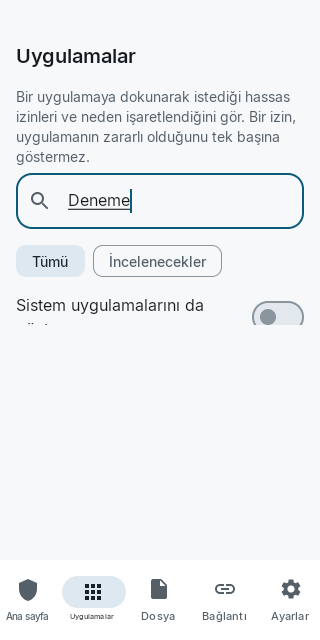 Uygulamalar
Bir uygulamaya dokunarak istediği hassas
izinleri ve neden işaretlendiğini gör. Bir izin,
uygulamanın zararlı olduğunu tek başına
göstermez.
Deneme
Tümü
İncelenecekler
Sistem uygulamalarını da
Ana sayfa
Uygulamalar
Dosya
Bağlantı
Ayarlar